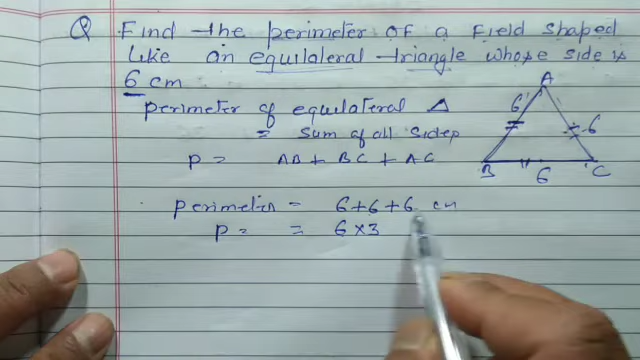 Q Find the perimeter of a field shaped
like an equilateral triangle whose side is
6 cm
perimeter of equilateral Δ
= Sum of all sides
P = AB + BC + AC
A
6
6
B
6
C
perimeter = 6+6+6 cm
P = = 6×3